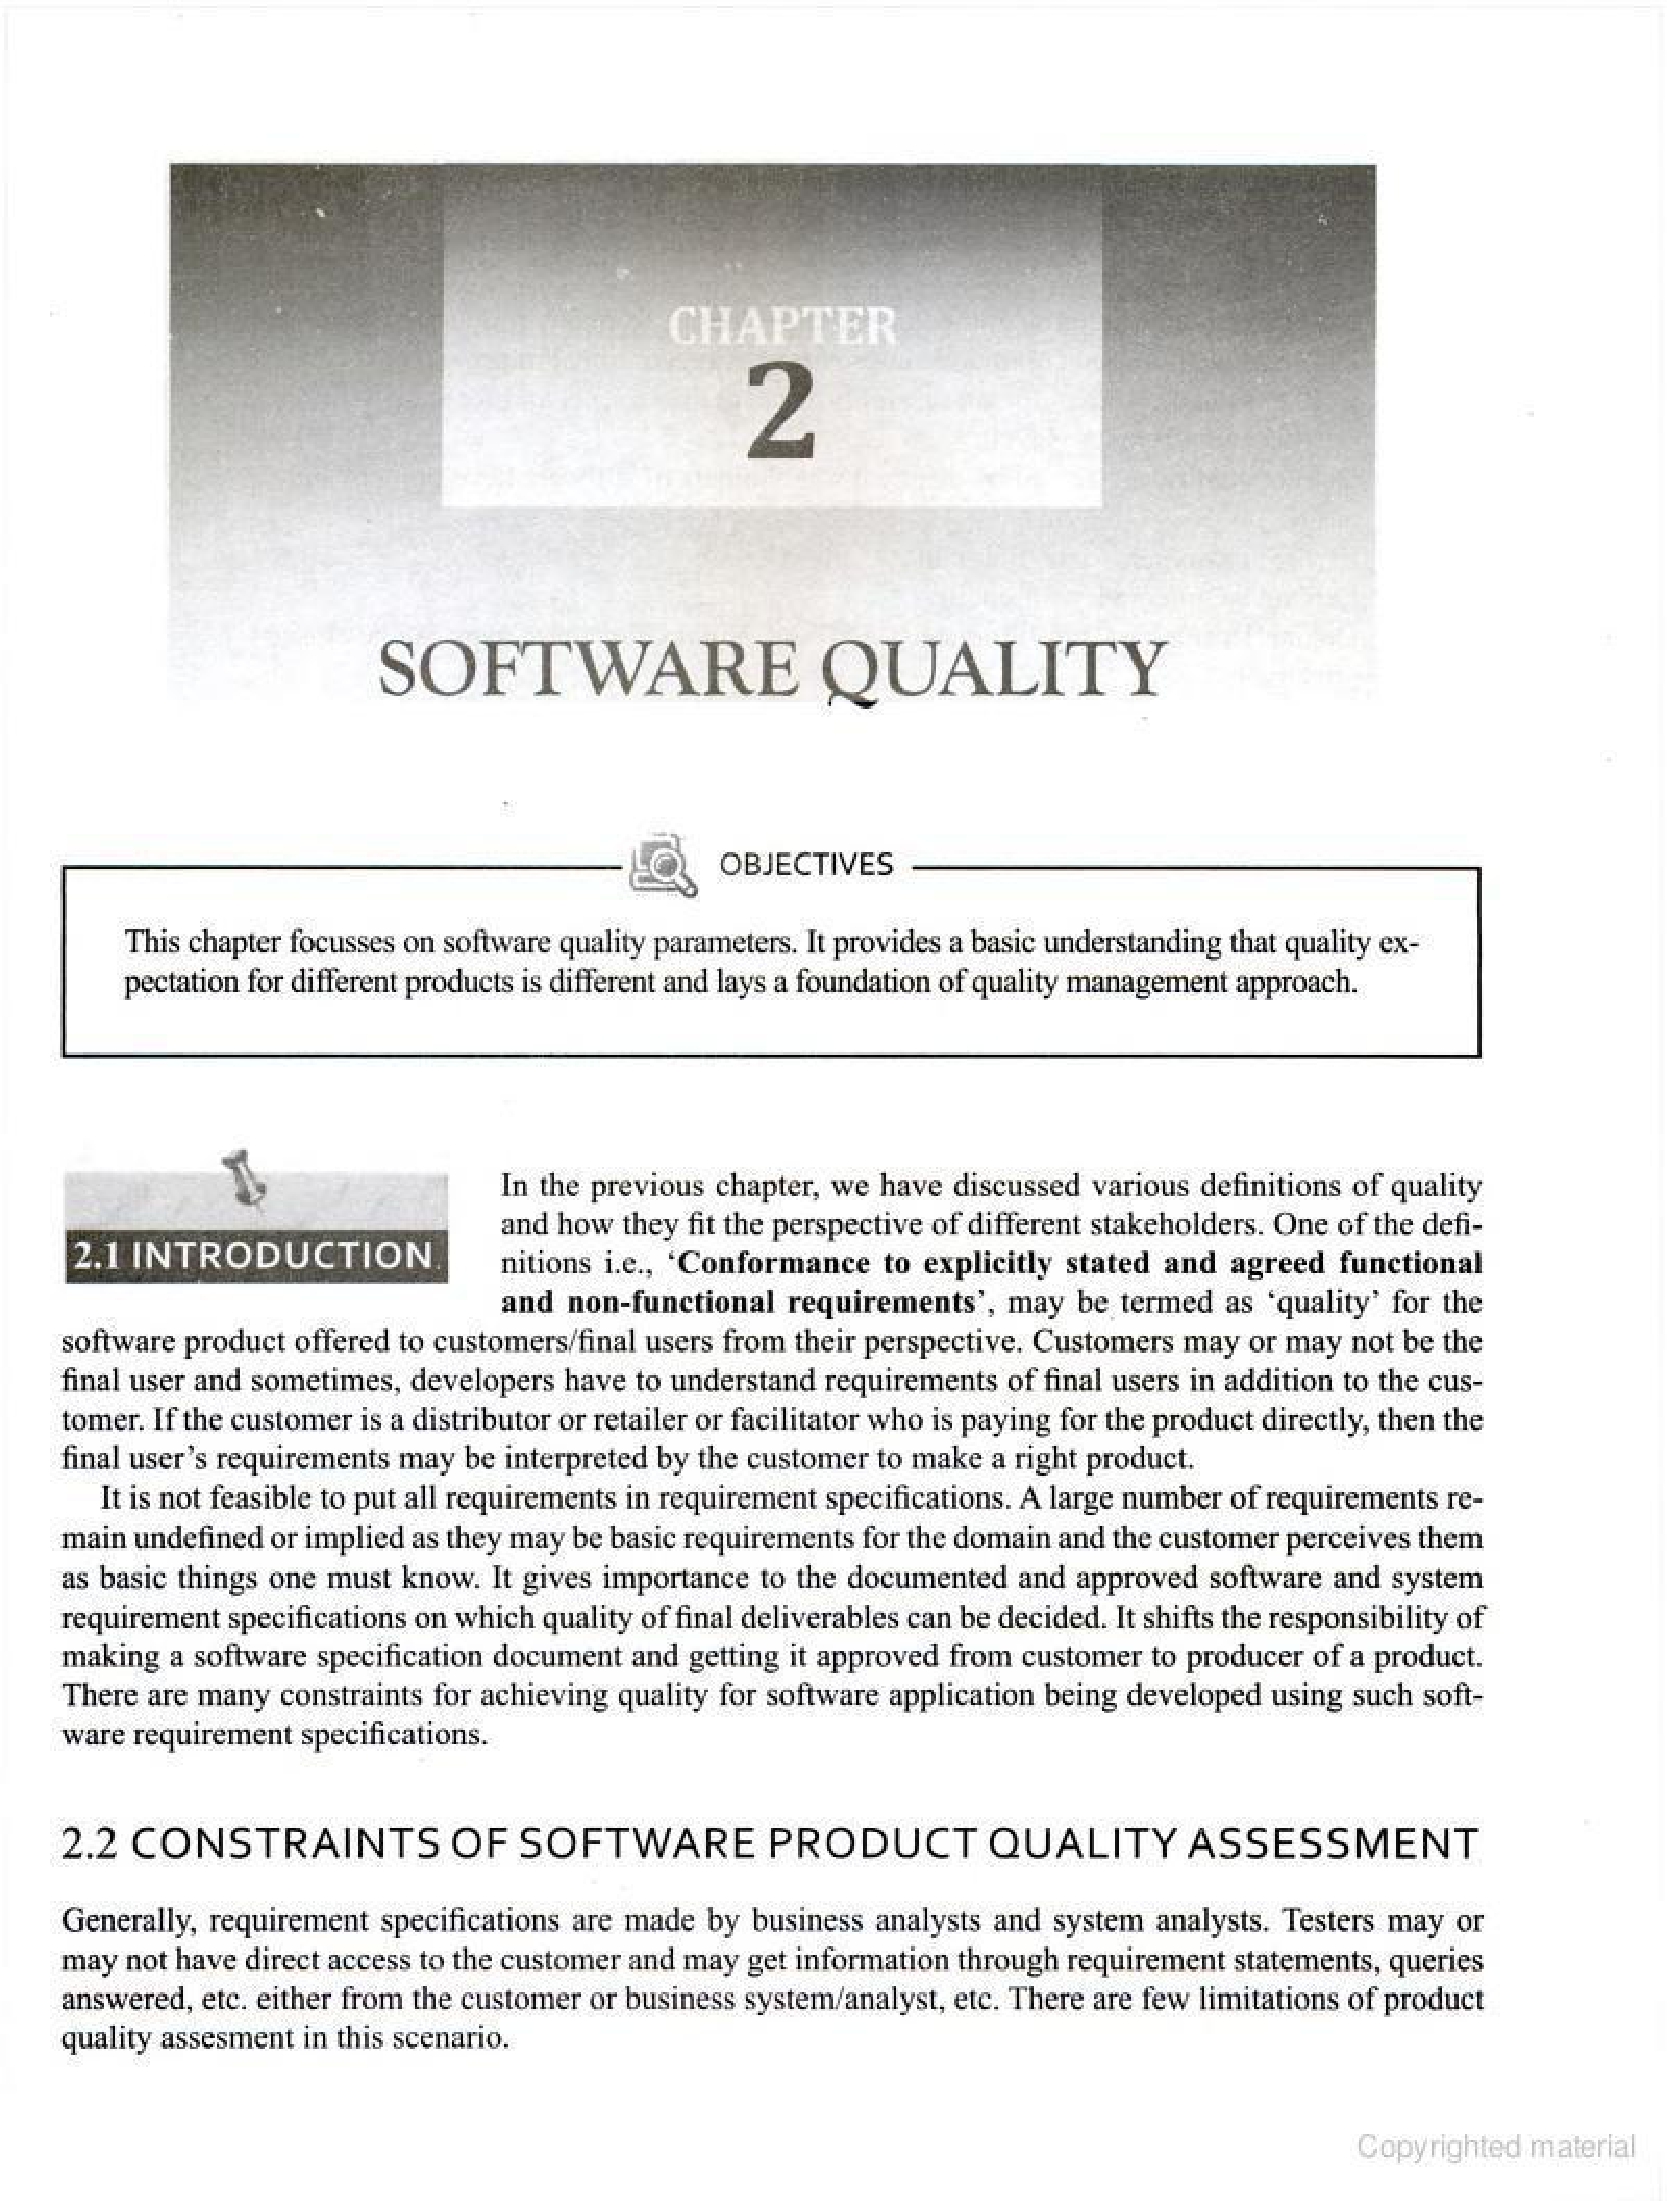 CHAPTER
2
SOFTWARE QUALITY
OBJECTIVES
This chapter focusses on software quality parameters. It provides a basic understanding that quality ex-
pectation for different products is different and lays a foundation of quality management approach.
2.1 INTRODUCTION
In the previous chapter, we have discussed various definitions of quality
and how they fit the perspective of different stakeholders. One of the defi-
nitions i.e., ‘Conformance to explicitly stated and agreed functional
and non-functional requirements’, may be termed as ‘quality’ for the
software product offered to customers/final users from their perspective. Customers may or may not be the
final user and sometimes, developers have to understand requirements of final users in addition to the cus-
tomer. If the customer is a distributor or retailer or facilitator who is paying for the product directly, then the
final user’s requirements may be interpreted by the customer to make a right product.
It is not feasible to put all requirements in requirement specifications. A large number of requirements re-
main undefined or implied as they may be basic requirements for the domain and the customer perceives them
as basic things one must know. It gives importance to the documented and approved software and system
requirement specifications on which quality of final deliverables can be decided. It shifts the responsibility of
making a software specification document and getting it approved from customer to producer of a product.
There are many constraints for achieving quality for software application being developed using such soft-
ware requirement specifications.
2.2 CONSTRAINTS OF SOFTWARE PRODUCT QUALITY ASSESSMENT
Generally, requirement specifications are made by business analysts and system analysts. Testers may or
may not have direct access to the customer and may get information through requirement statements, queries
answered, etc. either from the customer or business system/analyst, etc. There are few limitations of product
quality assesment in this scenario.
Copyrighted material